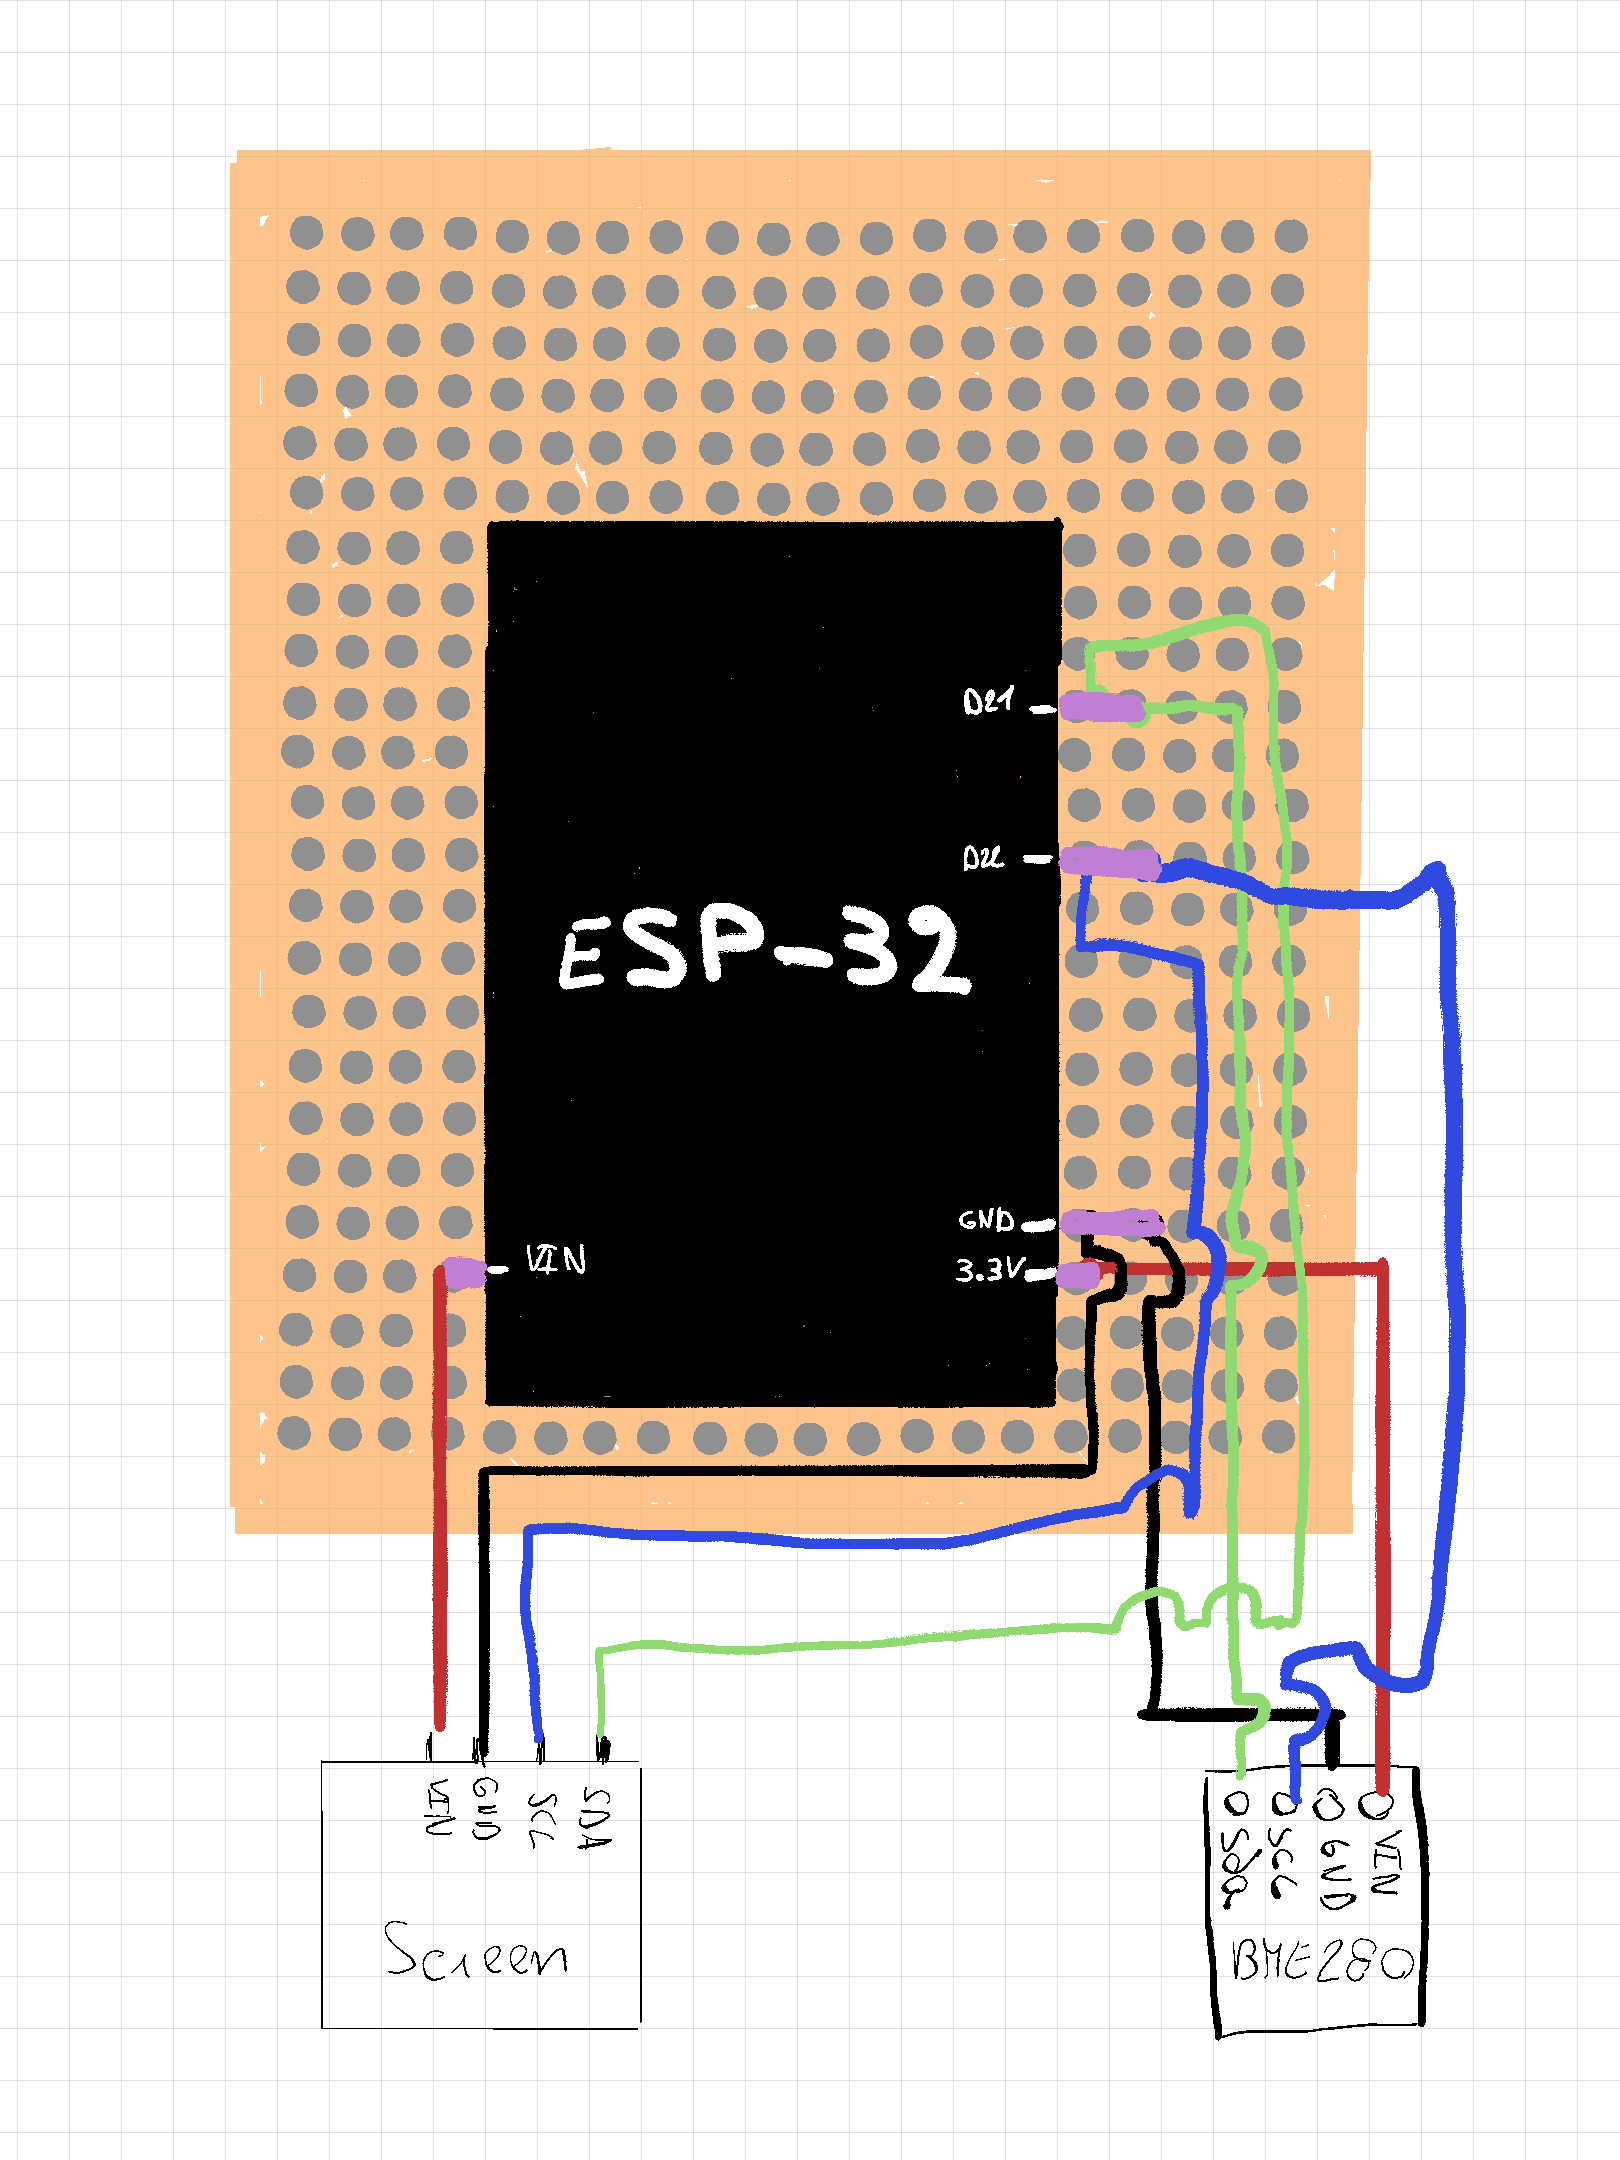 D21
D22
ESP-32
GND
VIN
3.3V
VIN
GND
SCL
SDA
Screen
SDA
SCL
GND
VIN
BME280